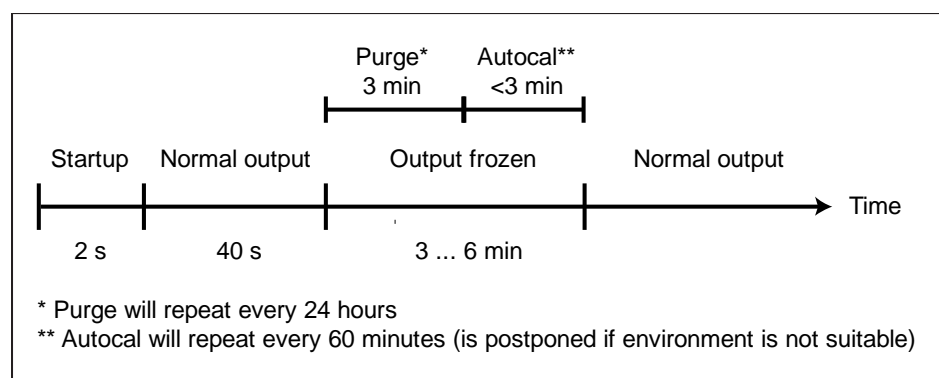 Purge* Autocal**
3 min <3 min
Startup Normal output Output frozen Normal output
Time
2 s 40 s 3 ... 6 min
* Purge will repeat every 24 hours
** Autocal will repeat every 60 minutes (is postponed if environment is not suitable)